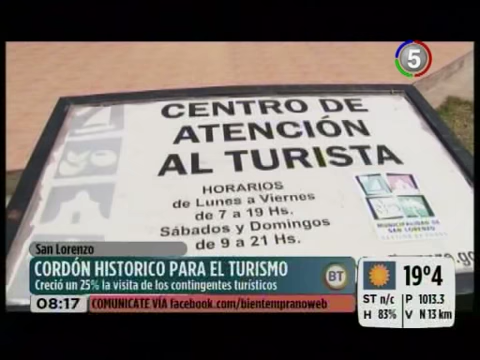 5
CENTRO DE
ATENCIÓN
AL TURISTA
HORARIOS
de Lunes a Viernes
de 7 a 19 Hs.
Sábados y Domingos
de 9 a 21 Hs.
MUNICIPALIDAD DE
SAN LORENZO
San Lorenzo
CORDÓN HISTORICO PARA EL TURISMO
Creció un 25% la visita de los contingentes turísticos
BT
08:17
COMUNICATE VÍA facebook.com/bientempranoweb
19°4
ST n/c P 1013.3
H 83% V N 13 km